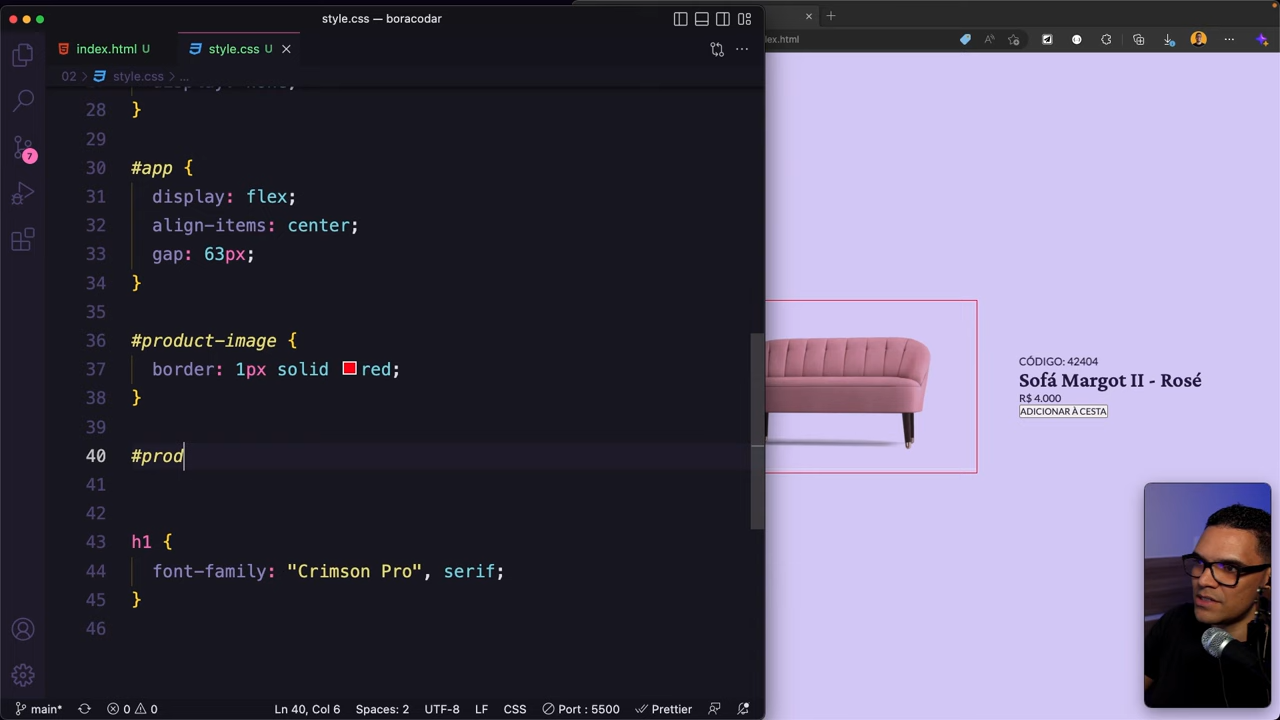 style.css — boracodar
index.html U
style.css U
en.html
02 > style.css > ...
28 }
29
30 #app {
31 display: flex;
32 align-items: center;
33 gap: 63px;
34 }
35
36 #product-image {
37 border: 1px solid red;
38 }
39
40 #prod
41
42
43 h1 {
44 font-family: "Crimson Pro", serif;
45 }
46
7
CÓDIGO: 42404
Sofá Margot II - Rosé
R$ 4.000
ADICIONAR À CESTA
main* 0 0 Ln 40, Col 6 Spaces: 2 UTF-8 LF CSS Port : 5500 Prettier